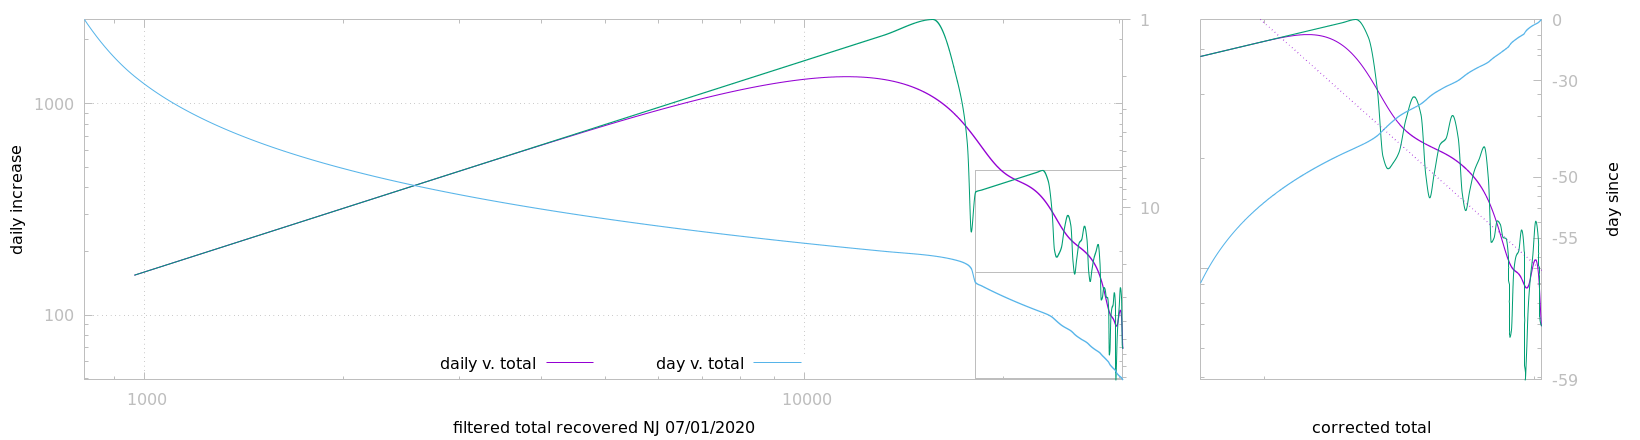 1000
100
daily increase
1000
10000
1
10
daily v. total
day v. total
filtered total recovered NJ 07/01/2020
0
-30
-50
-55
-59
day since
corrected total